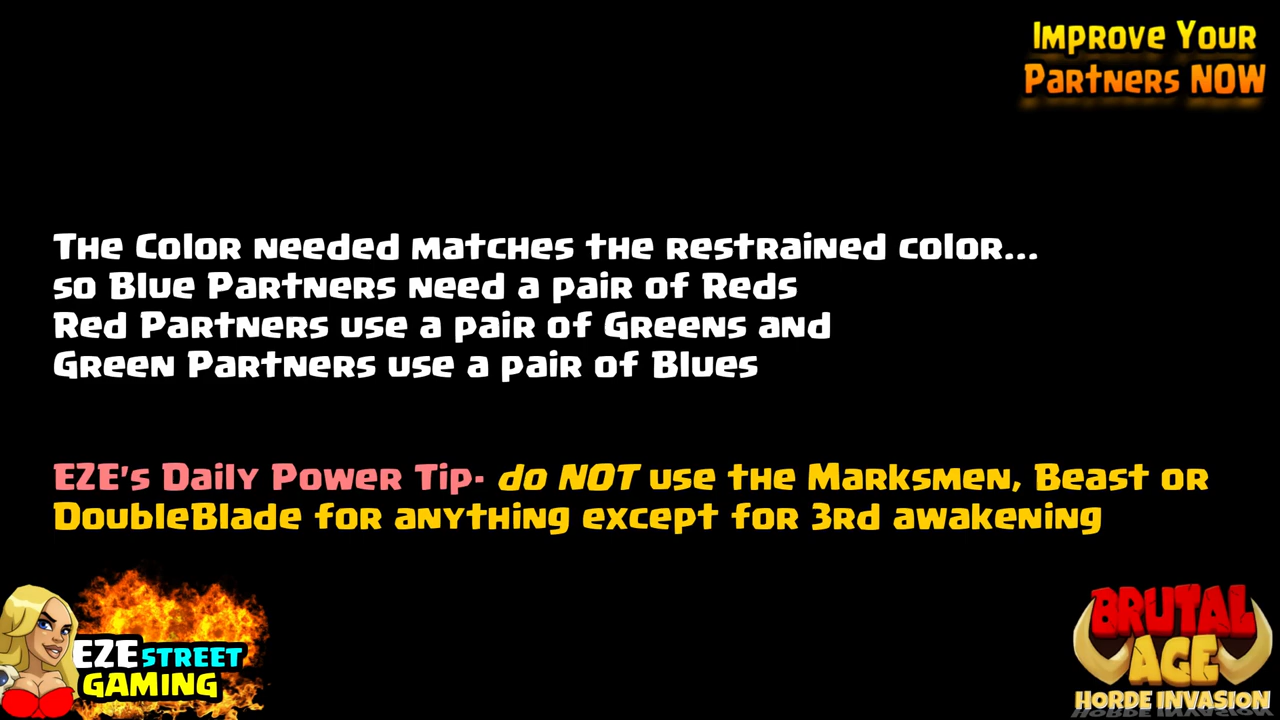 Improve Your
Partners NOW
The Color needed matches the restrained color...
so Blue Partners need a pair of Reds
Red Partners use a pair of Greens and
Green Partners use a pair of Blues
EZE's Daily Power Tip- do NOT use the Marksmen, Beast or
DoubleBlade for anything except for 3rd awakening
EZE STREET
GAMING
BRUTAL
AGE
HORDE INVASION